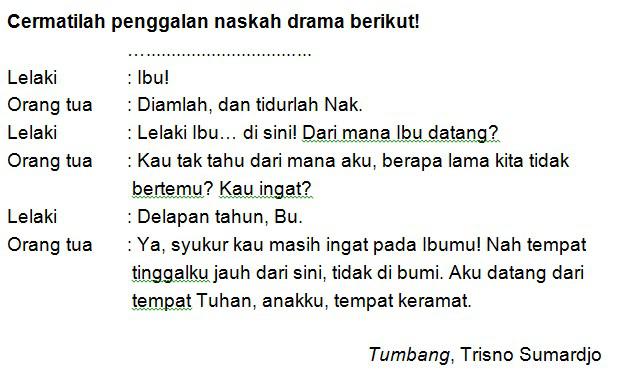 Cermatilah penggalan naskah drama berikut!
…................................
Lelaki : Ibu!
Orang tua : Diamlah, dan tidurlah Nak.
Lelaki : Lelaki Ibu… di sini! Dari mana Ibu datang?
Orang tua : Kau tak tahu dari mana aku, berapa lama kita tidak
bertemu? Kau ingat?
Lelaki : Delapan tahun, Bu.
Orang tua : Ya, syukur kau masih ingat pada Ibumu! Nah tempat
tinggalku jauh dari sini, tidak di bumi. Aku datang dari
tempat Tuhan, anakku, tempat keramat.
Tumbang, Trisno Sumardjo